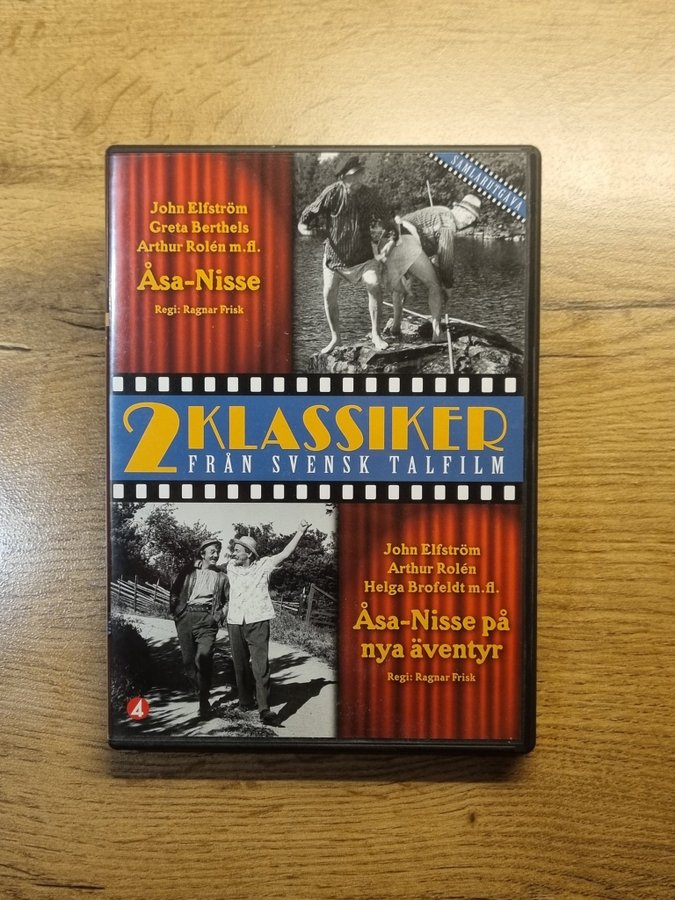 John Elfström
Greta Berthels
Arthur Rolén m.fl.
Åsa-Nisse
Regi: Ragnar Frisk
SAMLARUTGÅVA
2 KLASSIKER
FRÅN SVENSK TALFILM
John Elfström
Arthur Rolén
Helga Brofeldt m.fl.
Åsa-Nisse på
nya äventyr
Regi: Ragnar Frisk
4